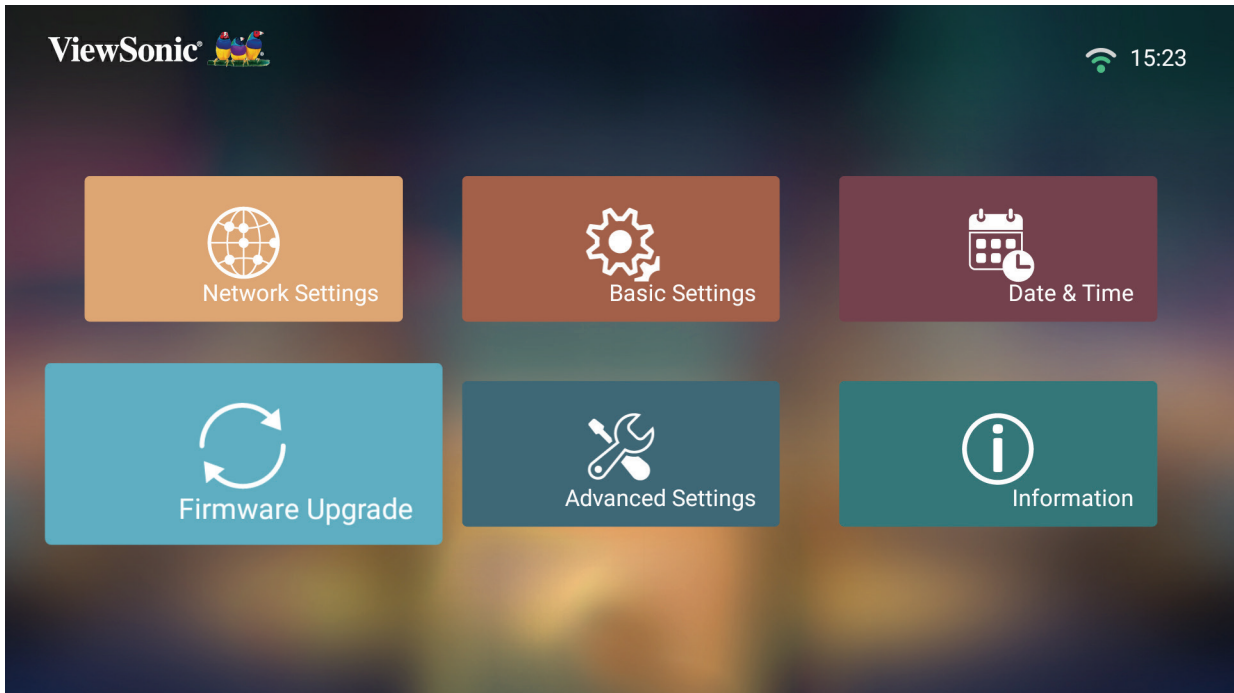 ViewSonic®
15:23
Network Settings
Basic Settings
Date & Time
Firmware Upgrade
Advanced Settings
Information